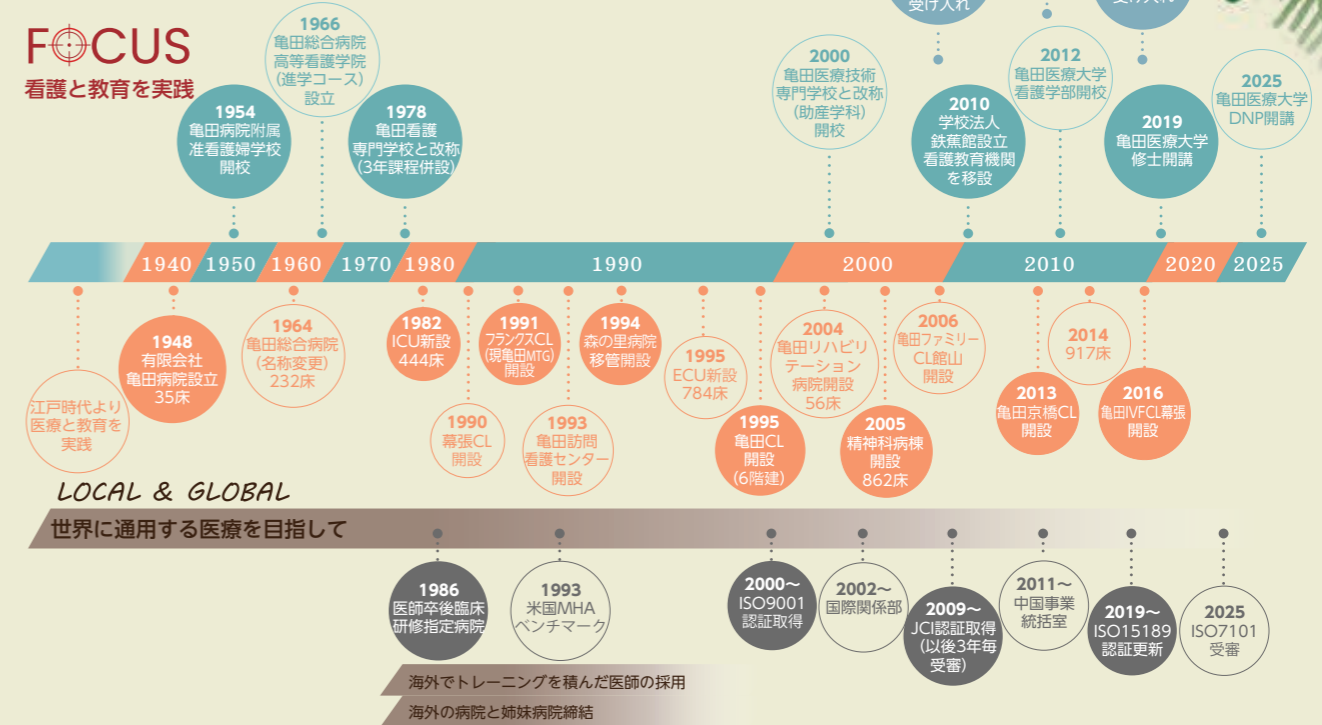 受け入れ
受け入れ
FOCUS
看護と教育を実践
1954
亀田病院附属
准看護婦学校
開校
1966
亀田総合病院
高等看護学院
(進学コース)
設立
1978
亀田看護
専門学校と改称
(3年課程併設)
2000
亀田医療技術
専門学校と改称
(助産学科)
開校
2010
学校法人
鉄蕉館設立
看護教育機関
を移設
2012
亀田医療大学
看護学部開校
2019
亀田医療大学
修士開講
2025
亀田医療大学
DNP開講
1940 1950 1960 1970 1980 1990 2000 2010 2020 2025
江戸時代より
医療と教育を
実践
1948
有限会社
亀田病院設立
35床
1964
亀田総合病院
(名称変更)
232床
1982
ICU新設
444床
1990
幕張CL
開設
1991
フランクスCL
(現亀田MTG)
開設
1993
亀田訪問
看護センター
開設
1994
森の里病院
移管開設
1995
ECU新設
784床
1995
亀田CL
開設
(6階建)
2004
亀田リハビリ
テーション
病院開設
56床
2005
精神科病棟
開設
862床
2006
亀田ファミリー
CL館山
開設
2013
亀田京橋CL
開設
2014
917床
2016
亀田IVFCL幕張
開設
LOCAL & GLOBAL
世界に通用する医療を目指して
1986
医師卒後臨床
研修指定病院
1993
米国MHA
ベンチマーク
2000～
ISO9001
認証取得
2002～
国際関係部
2009～
JCI認証取得
(以後3年毎
受審)
2011～
中国事業
統括室
2019～
ISO15189
認証更新
2025
ISO7101
受審
海外でトレーニングを積んだ医師の採用
海外の病院と姉妹病院締結